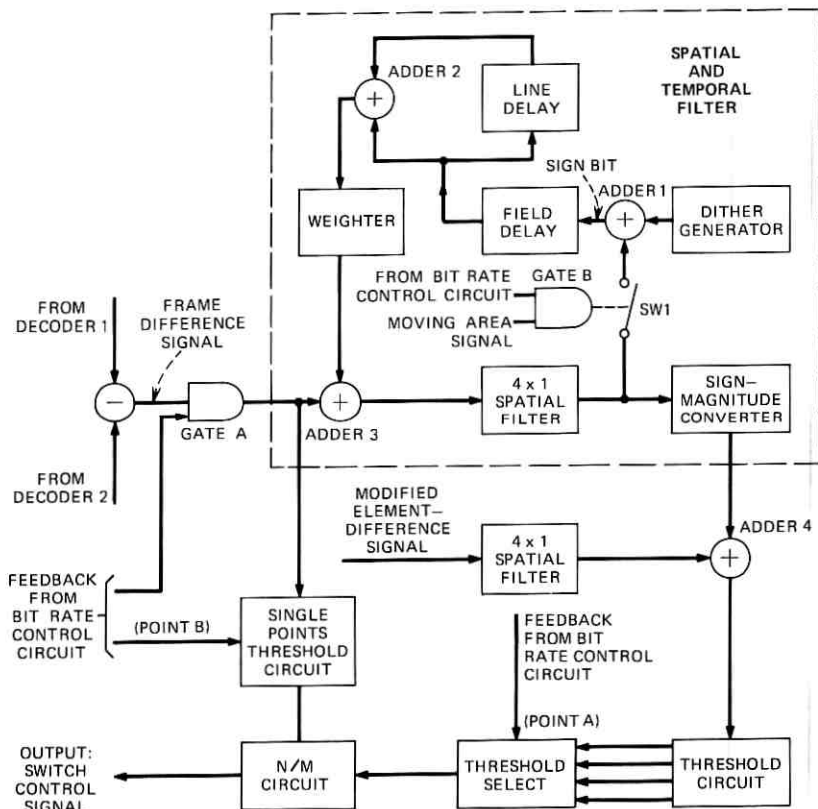 SPATIAL
AND
TEMPORAL
FILTER
ADDER 2
LINE
DELAY
SIGN BIT
ADDER 1
WEIGHTER
FIELD
DELAY
DITHER
GENERATOR
FROM BIT RATE
CONTROL CIRCUIT
GATE B
MOVING AREA
SIGNAL
SW1
FROM
DECODER 1
FRAME
DIFFERENCE
SIGNAL
GATE A
ADDER 3
4 x 1
SPATIAL
FILTER
SIGN–
MAGNITUDE
CONVERTER
FROM
DECODER 2
MODIFIED
ELEMENT–
DIFFERENCE
SIGNAL
4 x 1
SPATIAL
FILTER
ADDER 4
FEEDBACK
FROM
BIT RATE
CONTROL
CIRCUIT
(POINT B)
SINGLE
POINTS
THRESHOLD
CIRCUIT
FEEDBACK
FROM BIT
RATE CONTROL
CIRCUIT
(POINT A)
OUTPUT:
SWITCH
CONTROL
SIGNAL
N/M
CIRCUIT
THRESHOLD
SELECT
THRESHOLD
CIRCUIT